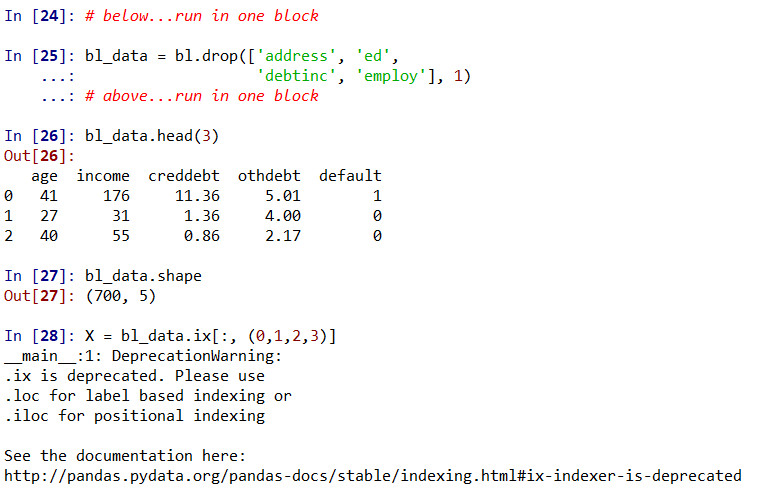 In [24]: # below...run in one block
In [25]: bl_data = bl.drop(['address', 'ed',
    ...:                    'debtinc', 'employ'], 1)
    ...: # above...run in one block
In [26]: bl_data.head(3)
Out[26]:
   age  income  creddebt  othdebt  default
0   41     176     11.36     5.01        1
1   27      31      1.36     4.00        0
2   40      55      0.86     2.17        0
In [27]: bl_data.shape
Out[27]: (700, 5)
In [28]: X = bl_data.ix[:, (0,1,2,3)]
__main__:1: DeprecationWarning:
.ix is deprecated. Please use
.loc for label based indexing or
.iloc for positional indexing
See the documentation here:
http://pandas.pydata.org/pandas-docs/stable/indexing.html#ix-indexer-is-deprecated